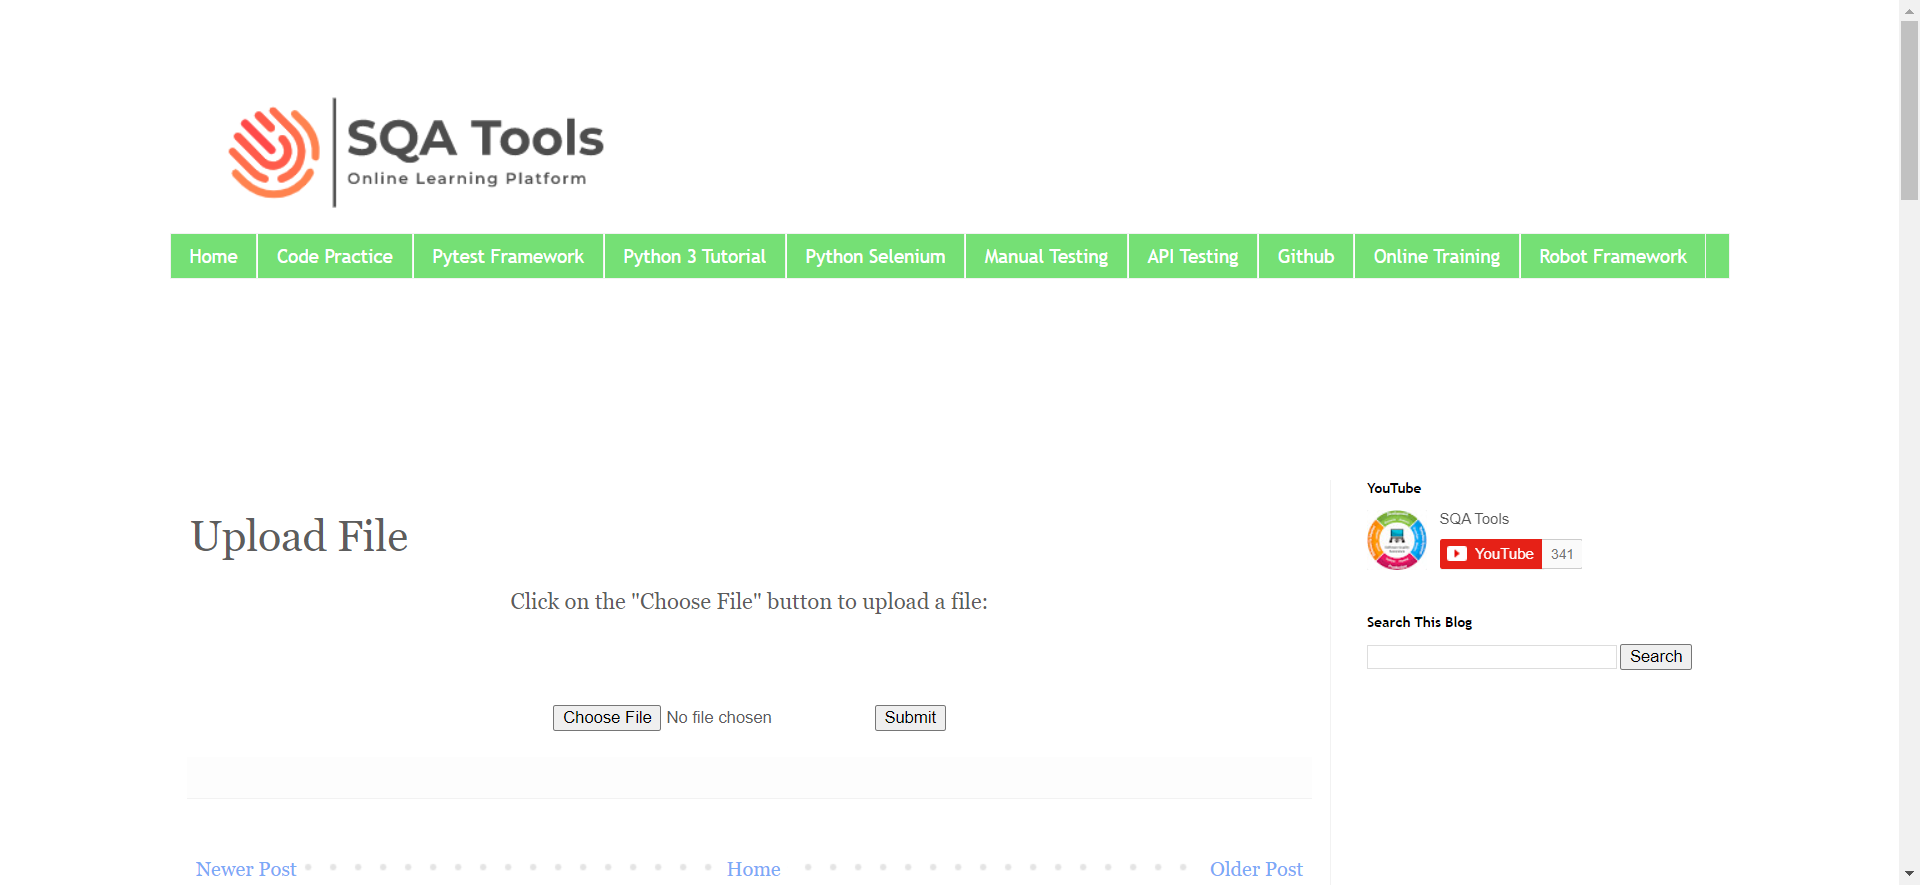 SQA Tools
Online Learning Platform
Home Code Practice Pytest Framework Python 3 Tutorial Python Selenium Manual Testing API Testing Github Online Training Robot Framework
Upload File
Click on the "Choose File" button to upload a file:
Choose File No file chosen Submit
Newer Post Home Older Post
YouTube
SQA Tools
YouTube 341
Search This Blog
Search